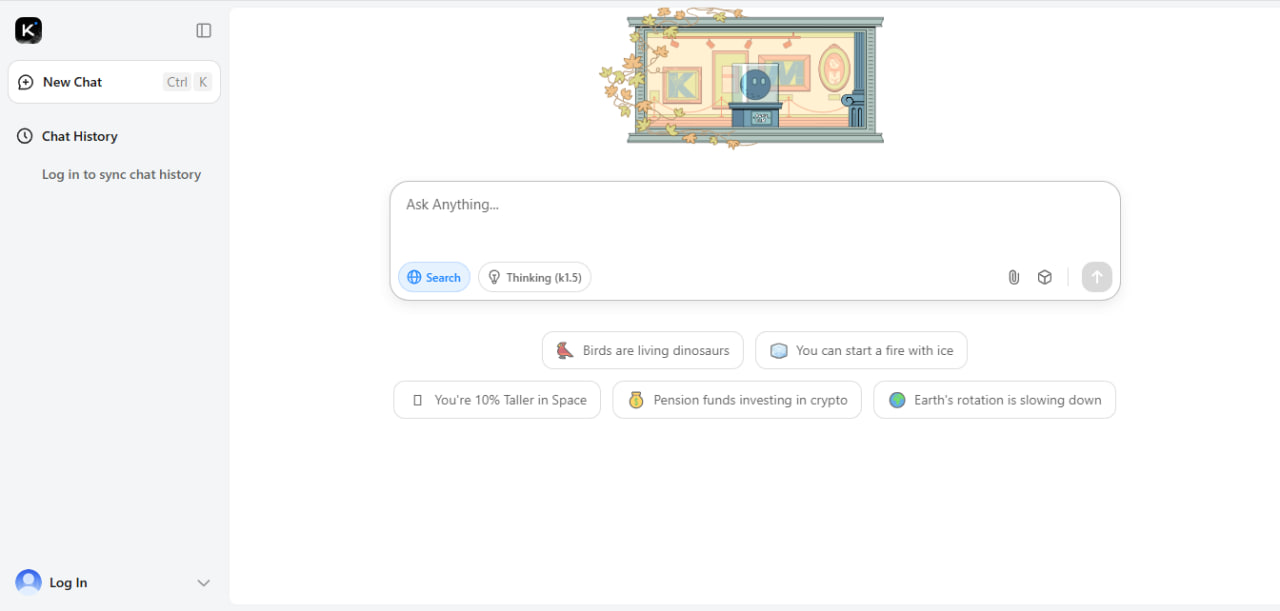 K
New Chat Ctrl K
Chat History
Log in to sync chat history
Log In
K M
Ask Anything...
Search Thinking (k1.5)
Birds are living dinosaurs You can start a fire with ice
You're 10% Taller in Space Pension funds investing in crypto Earth's rotation is slowing down